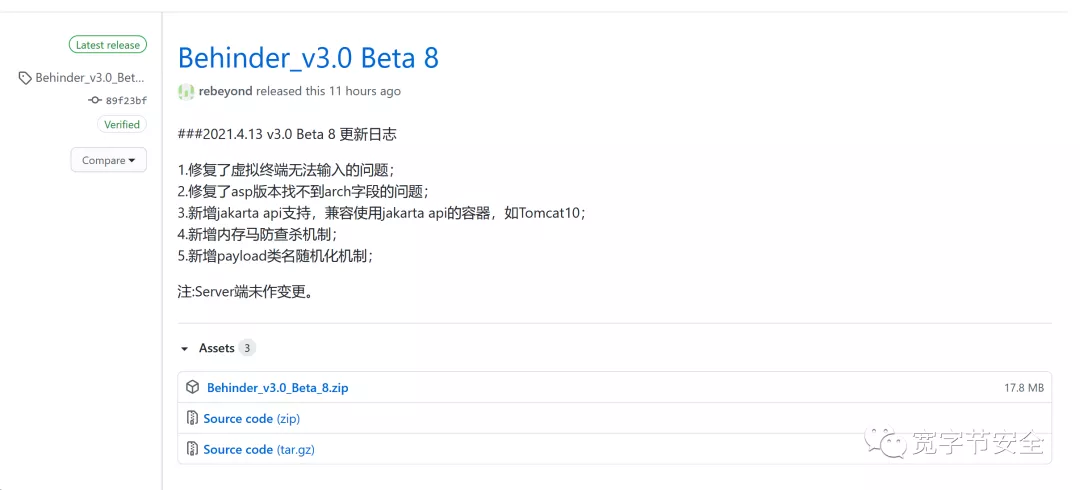 Latest release
Behinder_v3.0_Bet...
89f23bf
Verified
Compare
Behinder_v3.0 Beta 8
rebeyond released this 11 hours ago
###2021.4.13 v3.0 Beta 8 更新日志
1.修复了虚拟终端无法输入的问题；
2.修复了asp版本找不到arch字段的问题；
3.新增jakarta api支持，兼容使用jakarta api的容器，如Tomcat10；
4.新增内存马防查杀机制；
5.新增payload类名随机化机制；
注:Server端未作变更。
Assets 3
Behinder_v3.0_Beta_8.zip 17.8 MB
Source code (zip)
Source code (tar.gz)
宽字节安全